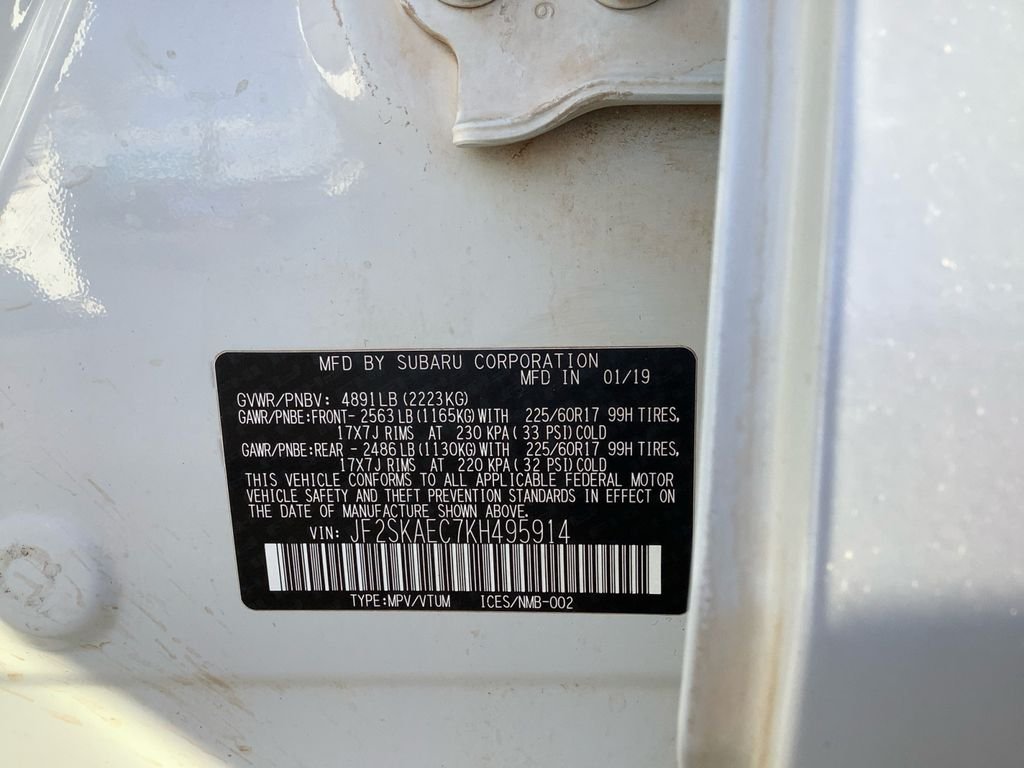 6
MFD BY SUBARU CORPORATION
MFD IN 01/19
GVWR/PNBV: 4891LB (2223KG)
GAWR/PNBE:FRONT- 2563 LB(1165KG)WITH 225/60R17 99H TIRES,
17X7J RIMS AT 230 KPA( 33 PSI)COLD
GAWR/PNBE:REAR - 2486 LB(1130KG)WITH 225/60R17 99H TIRES,
17X7J RIMS AT 220 KPA( 32 PSI)COLD
THIS VEHICLE CONFORMS TO ALL APPLICABLE FEDERAL MOTOR
VEHICLE SAFETY AND THEFT PREVENTION STANDARDS IN EFFECT ON
THE DATE OF MANUFACTURE SHOWN ABOVE.
VIN: JF2SKAEC7KH495914
TYPE:MPV/VTUM ICES/NMB-002